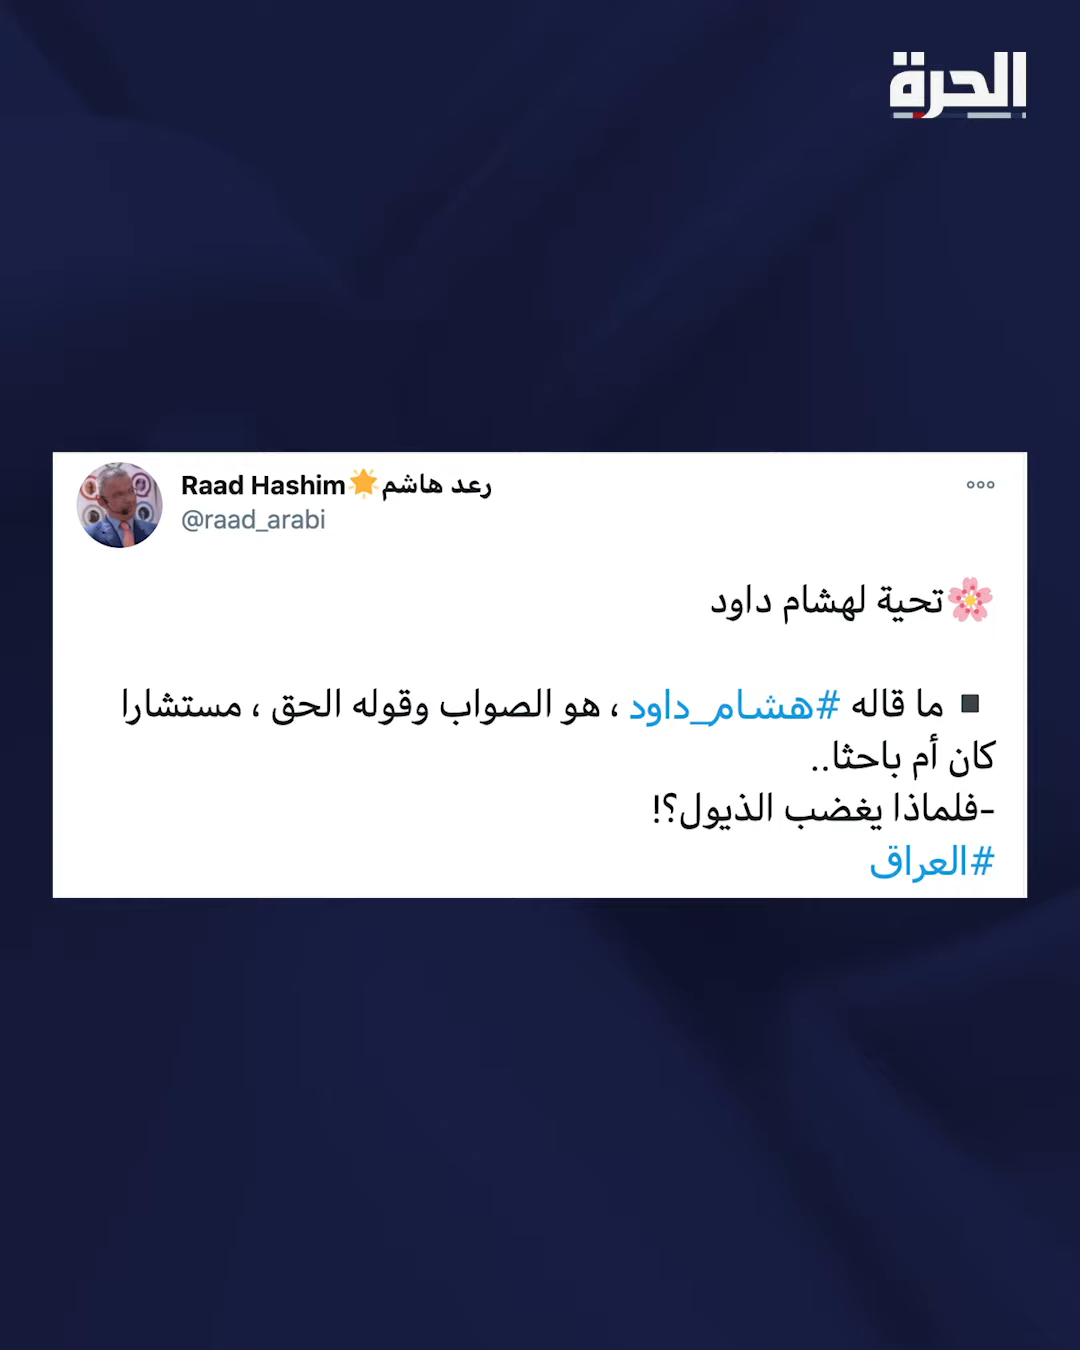 الحرة
Raad Hashim🌟رعد هاشم
@raad_arabi
🌸تحية لهشام داود
▪️ ما قاله #هشام_داود ، هو الصواب وقوله الحق ، مستشارا
كان أم باحثا..
-فلماذا يغضب الذيول؟!
#العراق